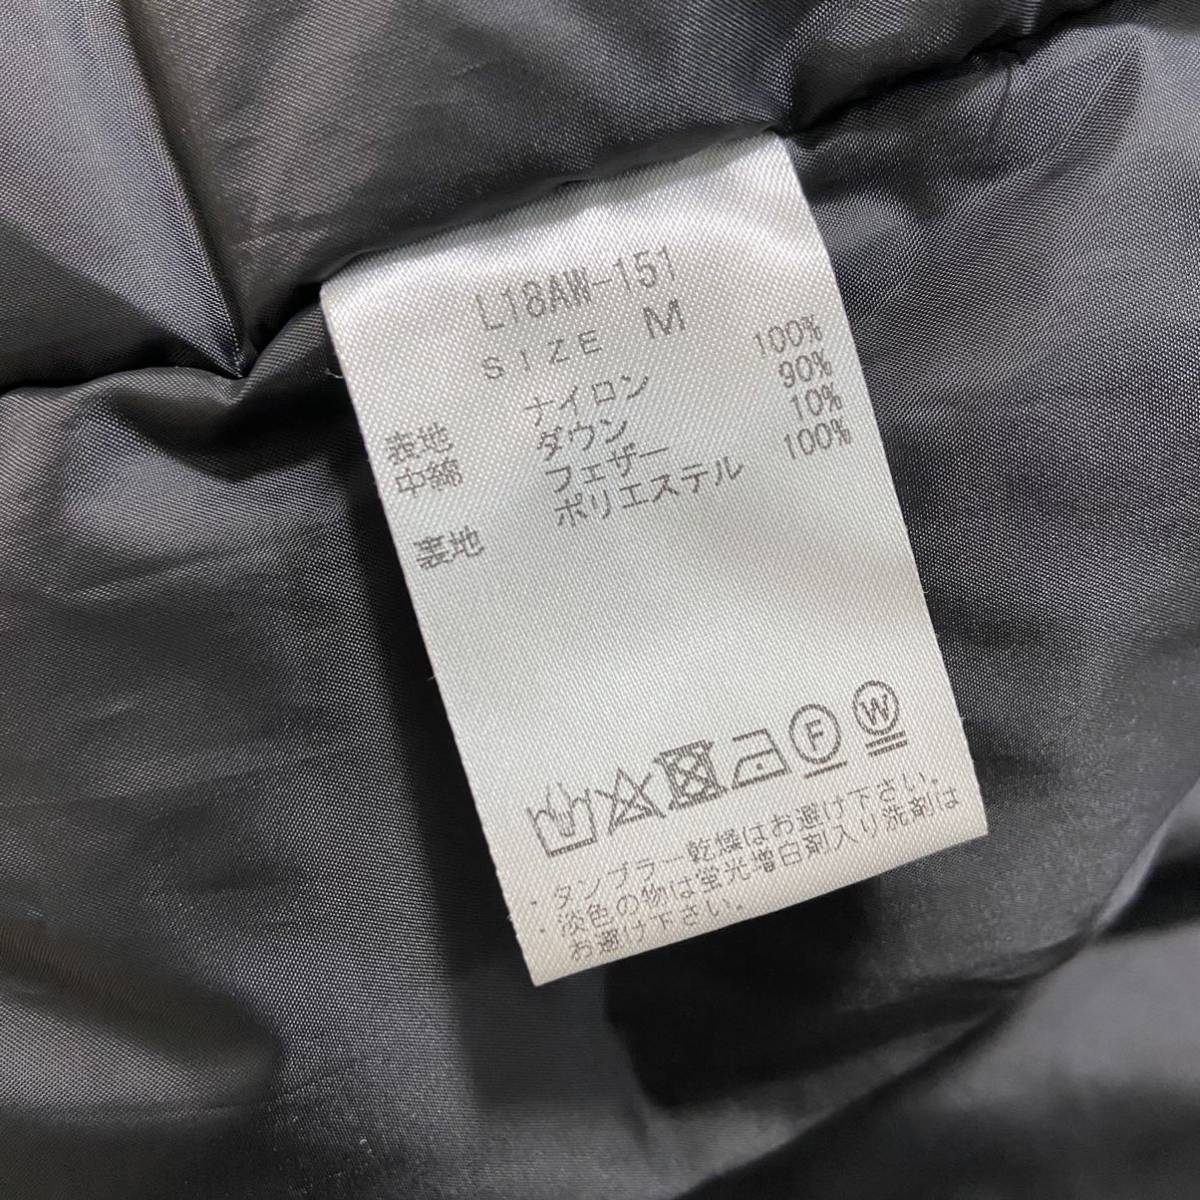 L18AW-151
SIZE M
表地 ナイロン 100%
中綿 ダウン 90%
フェザー 10%
裏地 ポリエステル 100%
F W
・タンブラー乾燥はお避け下さい。
・淡色の物は蛍光増白剤入り洗剤は
お避け下さい。